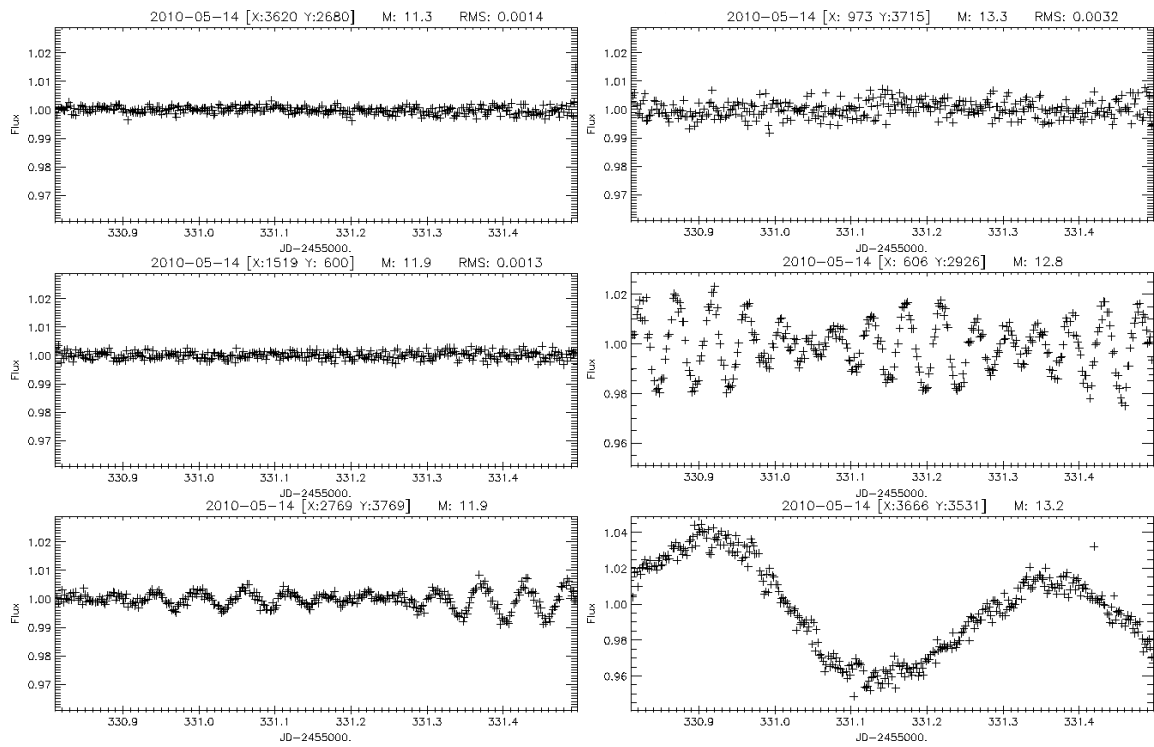 2010-05-14 [X:3620 Y:2680] M: 11.3 RMS: 0.0014
1.02
1.01
1.00
0.99
0.98
0.97
Flux
330.9 331.0 331.1 331.2 331.3 331.4
JD-2455000.
2010-05-14 [X: 973 Y:3715] M: 13.3 RMS: 0.0032
1.02
1.01
1.00
0.99
0.98
0.97
Flux
330.9 331.0 331.1 331.2 331.3 331.4
JD-2455000.
2010-05-14 [X:1519 Y: 600] M: 11.9 RMS: 0.0013
1.02
1.01
1.00
0.99
0.98
0.97
Flux
330.9 331.0 331.1 331.2 331.3 331.4
JD-2455000.
2010-05-14 [X: 606 Y:2926] M: 12.8
1.02
1.00
0.98
0.96
Flux
330.9 331.0 331.1 331.2 331.3 331.4
JD-2455000.
2010-05-14 [X:2769 Y:3769] M: 11.9
1.02
1.01
1.00
0.99
0.98
0.97
Flux
330.9 331.0 331.1 331.2 331.3 331.4
JD-2455000.
2010-05-14 [X:3666 Y:3531] M: 13.2
1.04
1.02
1.00
0.98
0.96
Flux
330.9 331.0 331.1 331.2 331.3 331.4
JD-2455000.